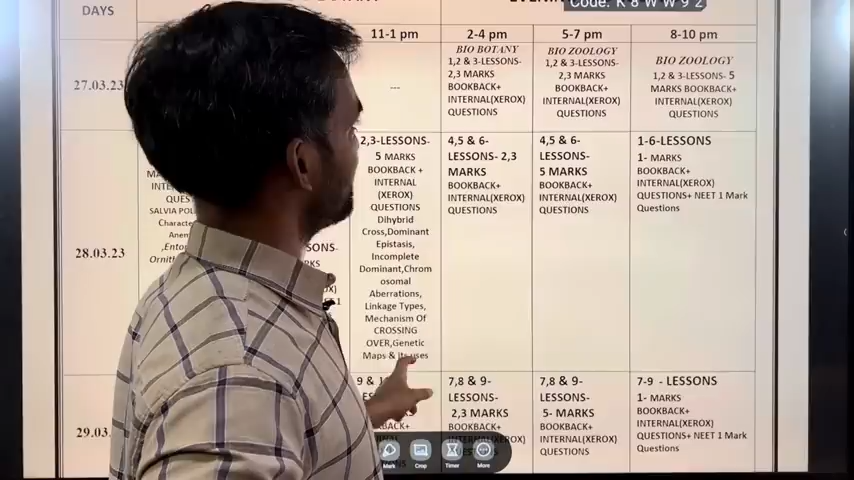 Code: K 8 W W 9 Z
DAYS
11-1 pm
2-4 pm
5-7 pm
8-10 pm
27.03.23
---
BIO BOTANY
1,2 & 3-LESSONS-
2,3 MARKS
BOOKBACK+
INTERNAL(XEROX)
QUESTIONS
BIO ZOOLOGY
1,2 & 3-LESSONS-
2,3 MARKS
BOOKBACK+
INTERNAL(XEROX)
QUESTIONS
BIO ZOOLOGY
1,2 & 3-LESSONS- 5
MARKS BOOKBACK+
INTERNAL(XEROX)
QUESTIONS
28.03.23
SALVIA
2,3-LESSONS-
5 MARKS
BOOKBACK +
INTERNAL
(XEROX)
QUESTIONS
Dihybrid
Cross,Dominant
Epistasis,
Incomplete
Dominant,Chrom
osomal
Aberrations,
Linkage Types,
Mechanism Of
CROSSING
OVER,Genetic
Maps & its uses
4,5 & 6-
LESSONS- 2,3
MARKS
BOOKBACK+
INTERNAL(XEROX)
QUESTIONS
4,5 & 6-
LESSONS-
5 MARKS
BOOKBACK+
INTERNAL(XEROX)
QUESTIONS
1-6-LESSONS
1- MARKS
BOOKBACK+
INTERNAL(XEROX)
QUESTIONS+ NEET 1 Mark
Questions
29.03.
9 &
7,8 & 9-
LESSONS-
2,3 MARKS
BOOKBACK+
INTERNAL(XEROX)
7,8 & 9-
LESSONS-
5- MARKS
BOOKBACK+
INTERNAL(XEROX)
QUESTIONS
7-9 - LESSONS
1- MARKS
BOOKBACK+
INTERNAL(XEROX)
QUESTIONS+ NEET 1 Mark
Questions
Mark
Crop
Timer
More